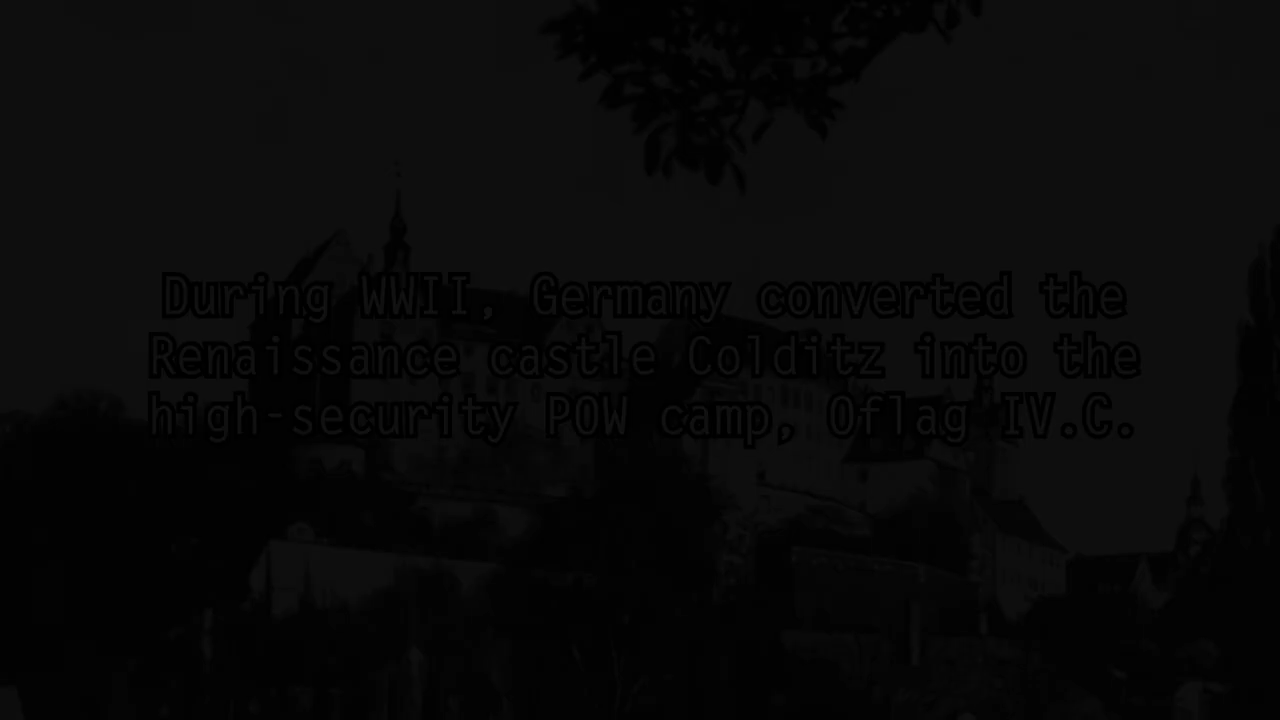 During WWII, Germany converted the
Renaissance castle Colditz into the
high-security POW camp, Oflag IV.C.